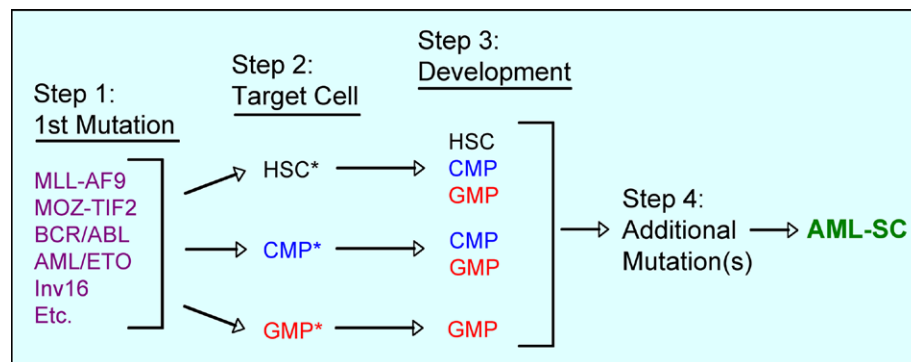 Step 1:
1st Mutation
MLL-AF9
MOZ-TIF2
BCR/ABL
AML/ETO
Inv16
Etc.
Step 2:
Target Cell
HSC*
CMP*
GMP*
Step 3:
Development
HSC
CMP
GMP
CMP
GMP
GMP
Step 4:
Additional
Mutation(s)
AML-SC